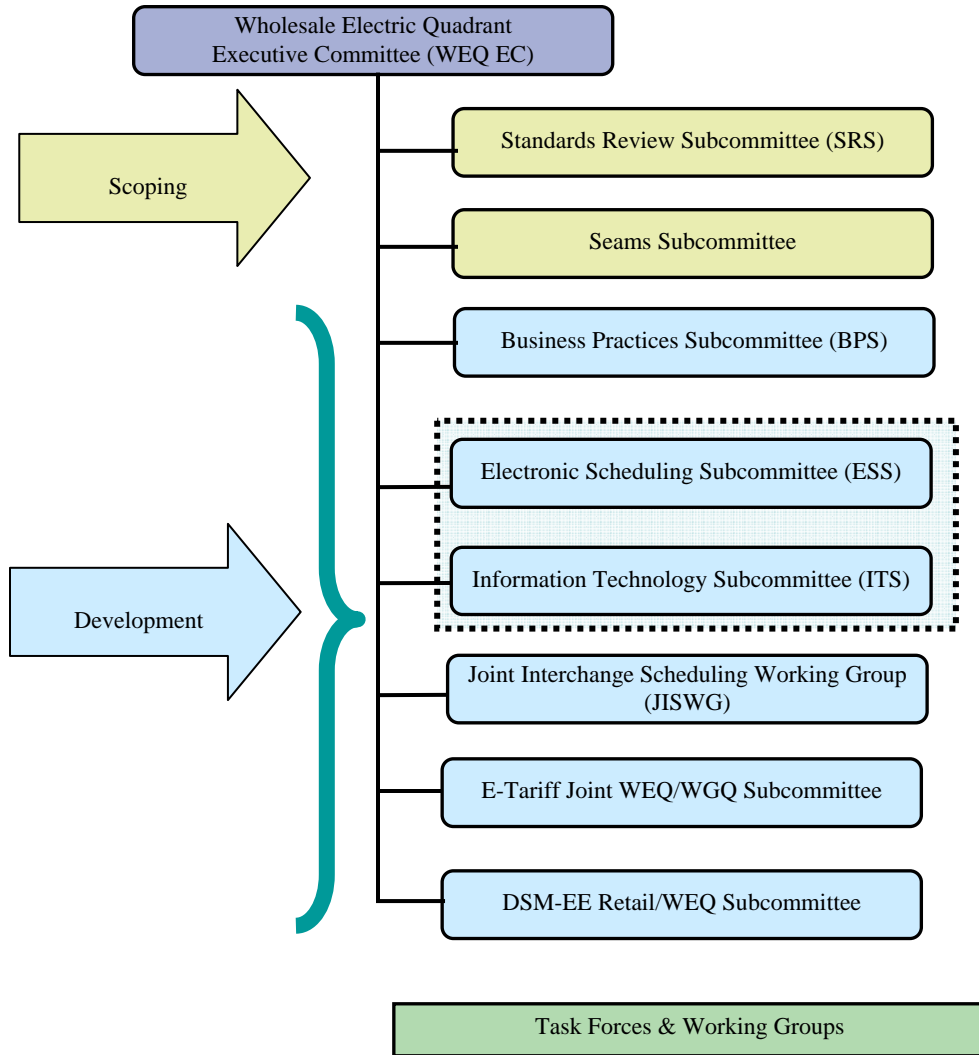 Wholesale Electric Quadrant
Executive Committee (WEQ EC)
Standards Review Subcommittee (SRS)
Scoping
Seams Subcommittee
Business Practices Subcommittee (BPS)
Electronic Scheduling Subcommittee (ESS)
Information Technology Subcommittee (ITS)
Development
Joint Interchange Scheduling Working Group
(JISWG)
E-Tariff Joint WEQ/WGQ Subcommittee
DSM-EE Retail/WEQ Subcommittee
Task Forces & Working Groups